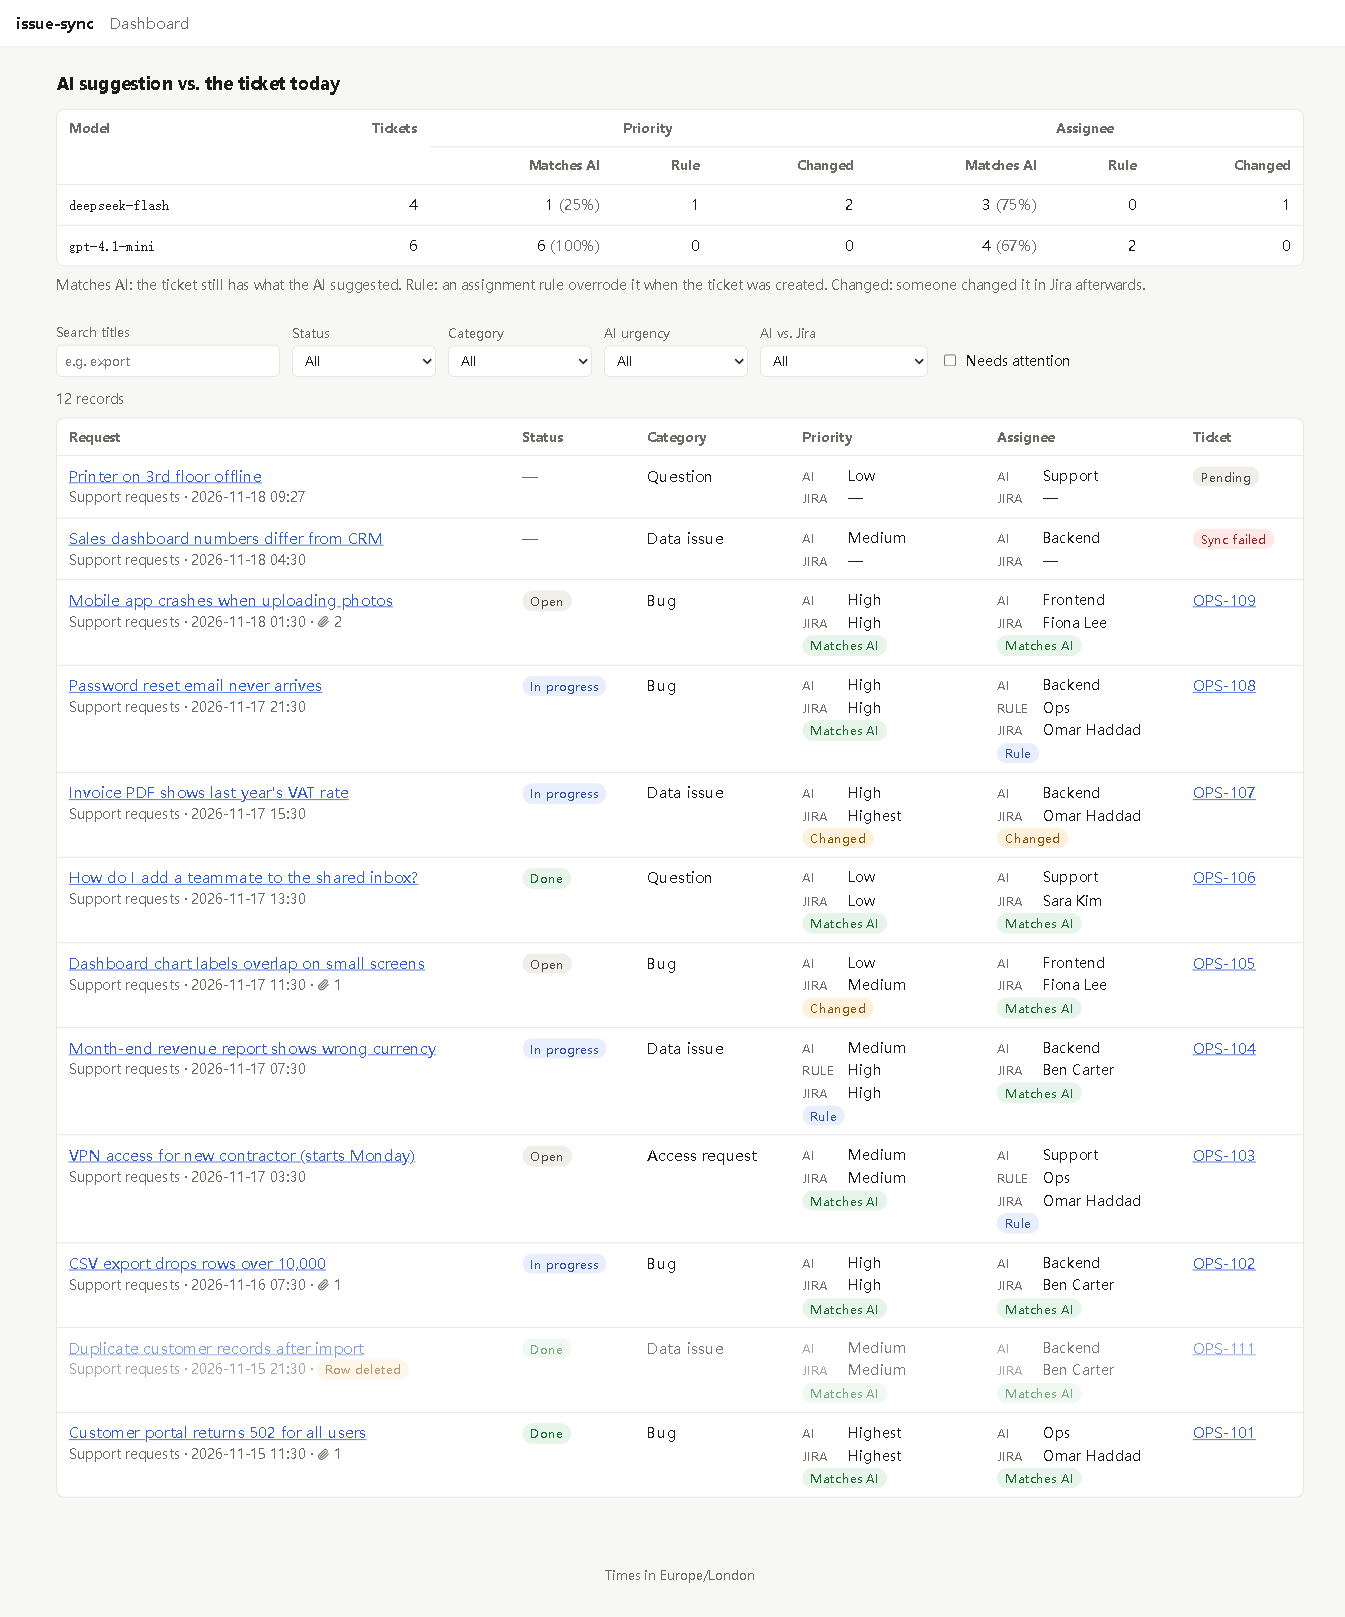 issue-sync Dashboard
AI suggestion vs. the ticket today
Model Tickets Priority Assignee
Matches AI Rule Changed Matches AI Rule Changed
deepseek-flash 4 1 (25%) 1 2 3 (75%) 0 1
gpt-4.1-mini 6 6 (100%) 0 0 4 (67%) 2 0
Matches AI: the ticket still has what the AI suggested. Rule: an assignment rule overrode it when the ticket was created. Changed: someone changed it in Jira afterwards.
Search titles Status Category AI urgency AI vs. Jira
e.g. export All All All All Needs attention
12 records
Request Status Category Priority Assignee Ticket
Printer on 3rd floor offline — Question AI Low AI Support Pending
Support requests · 2026-11-18 09:27 JIRA — JIRA —
Sales dashboard numbers differ from CRM — Data issue AI Medium AI Backend Sync failed
Support requests · 2026-11-18 04:30 JIRA — JIRA —
Mobile app crashes when uploading photos Open Bug AI High AI Frontend OPS-109
Support requests · 2026-11-18 01:30 · 2 JIRA High JIRA Fiona Lee
Matches AI Matches AI
Password reset email never arrives In progress Bug AI High AI Backend OPS-108
Support requests · 2026-11-17 21:30 JIRA High RULE Ops
Matches AI JIRA Omar Haddad
Rule
Invoice PDF shows last year's VAT rate In progress Data issue AI High AI Backend OPS-107
Support requests · 2026-11-17 15:30 JIRA Highest JIRA Omar Haddad
Changed Changed
How do I add a teammate to the shared inbox? Done Question AI Low AI Support OPS-106
Support requests · 2026-11-17 13:30 JIRA Low JIRA Sara Kim
Matches AI Matches AI
Dashboard chart labels overlap on small screens Open Bug AI Low AI Frontend OPS-105
Support requests · 2026-11-17 11:30 · 1 JIRA Medium JIRA Fiona Lee
Changed Matches AI
Month-end revenue report shows wrong currency In progress Data issue AI Medium AI Backend OPS-104
Support requests · 2026-11-17 07:30 RULE High JIRA Ben Carter
JIRA High Matches AI
Rule
VPN access for new contractor (starts Monday) Open Access request AI Medium AI Support OPS-103
Support requests · 2026-11-17 03:30 JIRA Medium RULE Ops
Matches AI JIRA Omar Haddad
Rule
CSV export drops rows over 10,000 In progress Bug AI High AI Backend OPS-102
Support requests · 2026-11-16 07:30 · 1 JIRA High JIRA Ben Carter
Matches AI Matches AI
Duplicate customer records after import Done Data issue AI Medium AI Backend OPS-111
Support requests · 2026-11-15 21:30 · Row deleted JIRA Medium JIRA Ben Carter
Matches AI Matches AI
Customer portal returns 502 for all users Done Bug AI Highest AI Ops OPS-101
Support requests · 2026-11-15 11:30 · 1 JIRA Highest JIRA Omar Haddad
Matches AI Matches AI
Times in Europe/London